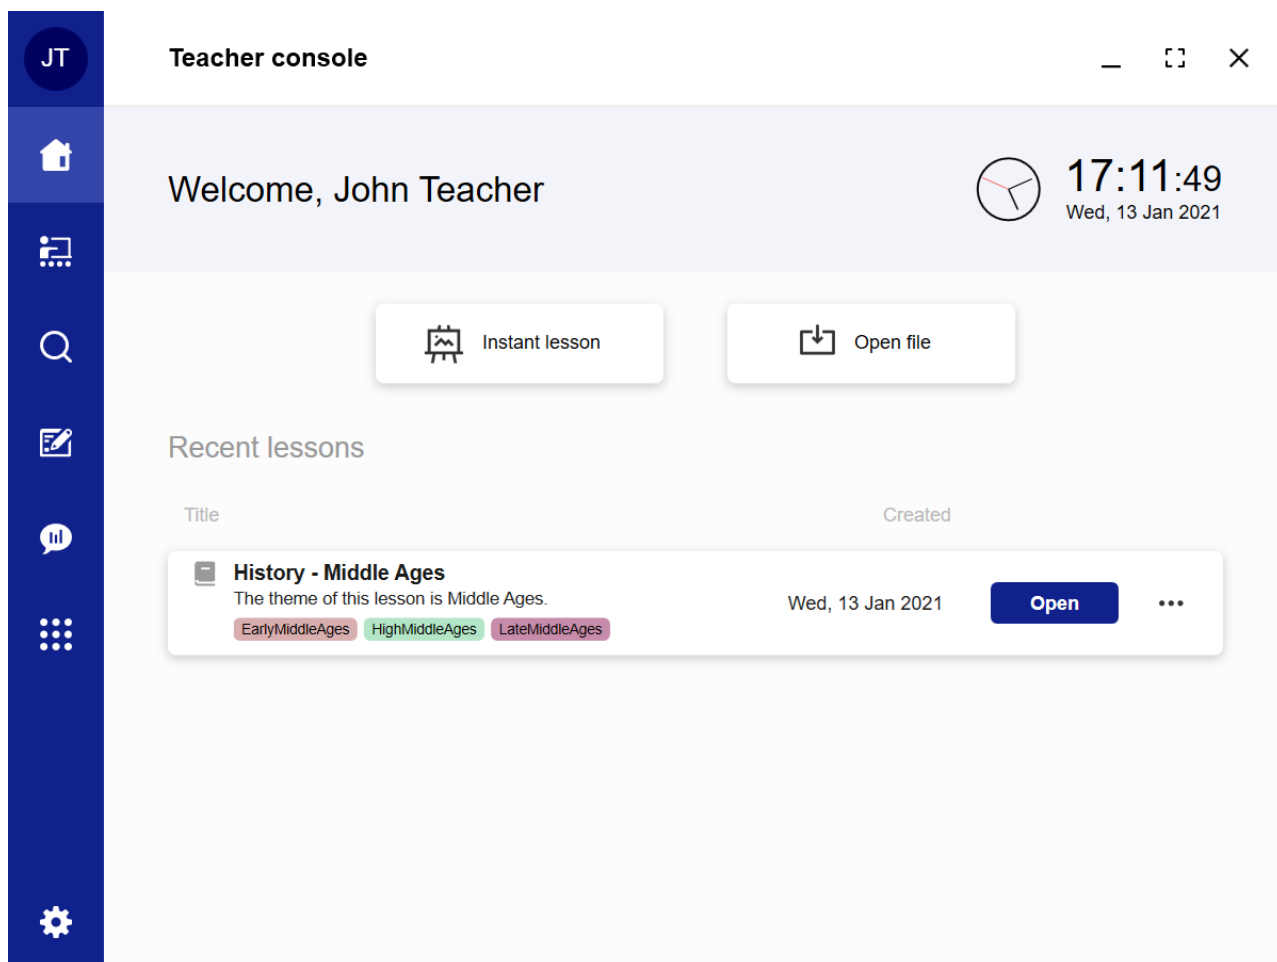 JT
Teacher console
Welcome, John Teacher
17:11:49
Wed, 13 Jan 2021
Instant lesson
Open file
Recent lessons
Title Created
History - Middle Ages
The theme of this lesson is Middle Ages.
EarlyMiddleAges HighMiddleAges LateMiddleAges
Wed, 13 Jan 2021
Open